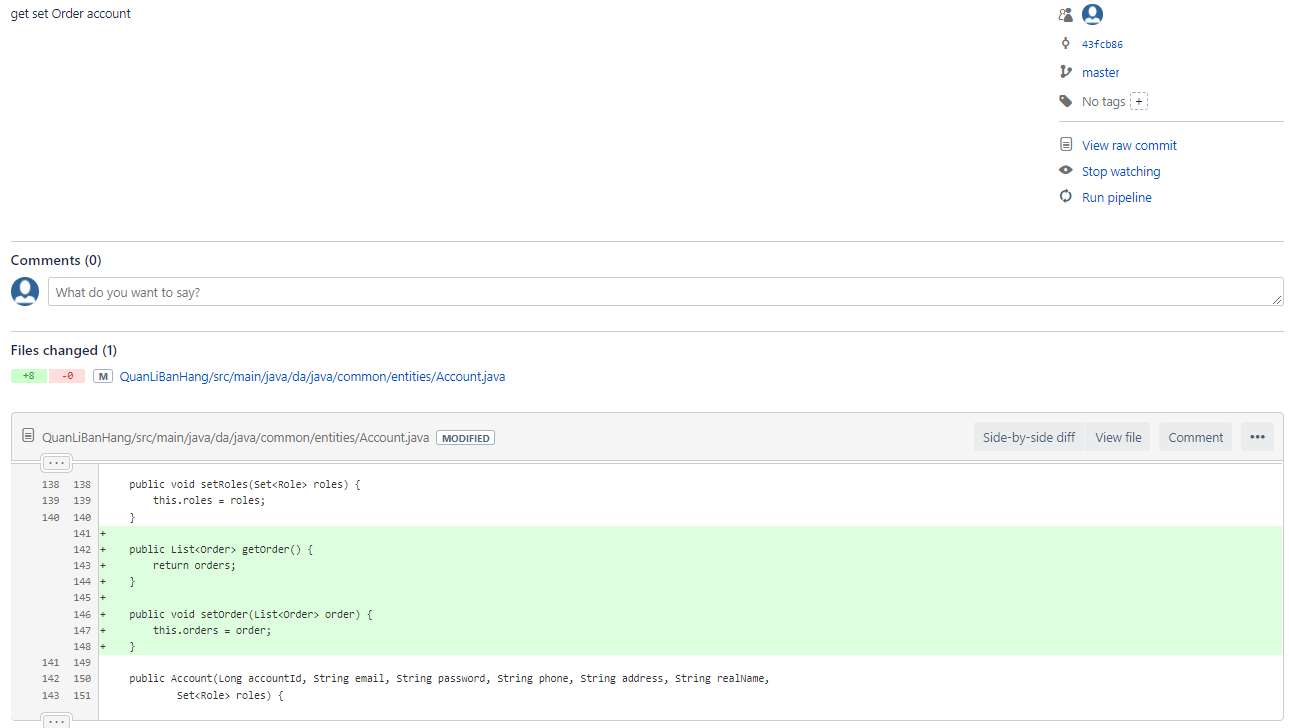 get set Order account
43fcb86
master
No tags +
View raw commit
Stop watching
Run pipeline
Comments (0)
What do you want to say?
Files changed (1)
+8 -0 M QuanLiBanHang/src/main/java/da/java/common/entities/Account.java
QuanLiBanHang/src/main/java/da/java/common/entities/Account.java MODIFIED Side-by-side diff View file Comment •••
···
138 138 public void setRoles(Set<Role> roles) {
139 139 this.roles = roles;
140 140 }
141 +
142 + public List<Order> getOrder() {
143 + return orders;
144 + }
145 +
146 + public void setOrder(List<Order> order) {
147 + this.orders = order;
148 + }
141 149
142 150 public Account(Long accountId, String email, String password, String phone, String address, String realName,
143 151 Set<Role> roles) {
···